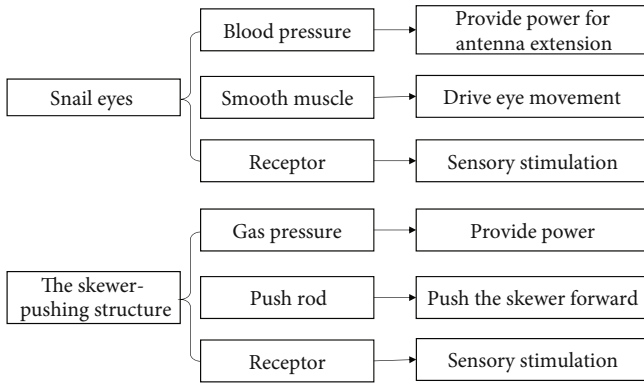 Snail eyes
Blood pressure
Provide power for
antenna extension
Smooth muscle
Drive eye movement
Receptor
Sensory stimulation
The skewer-
pushing structure
Gas pressure
Provide power
Push rod
Push the skewer forward
Receptor
Sensory stimulation